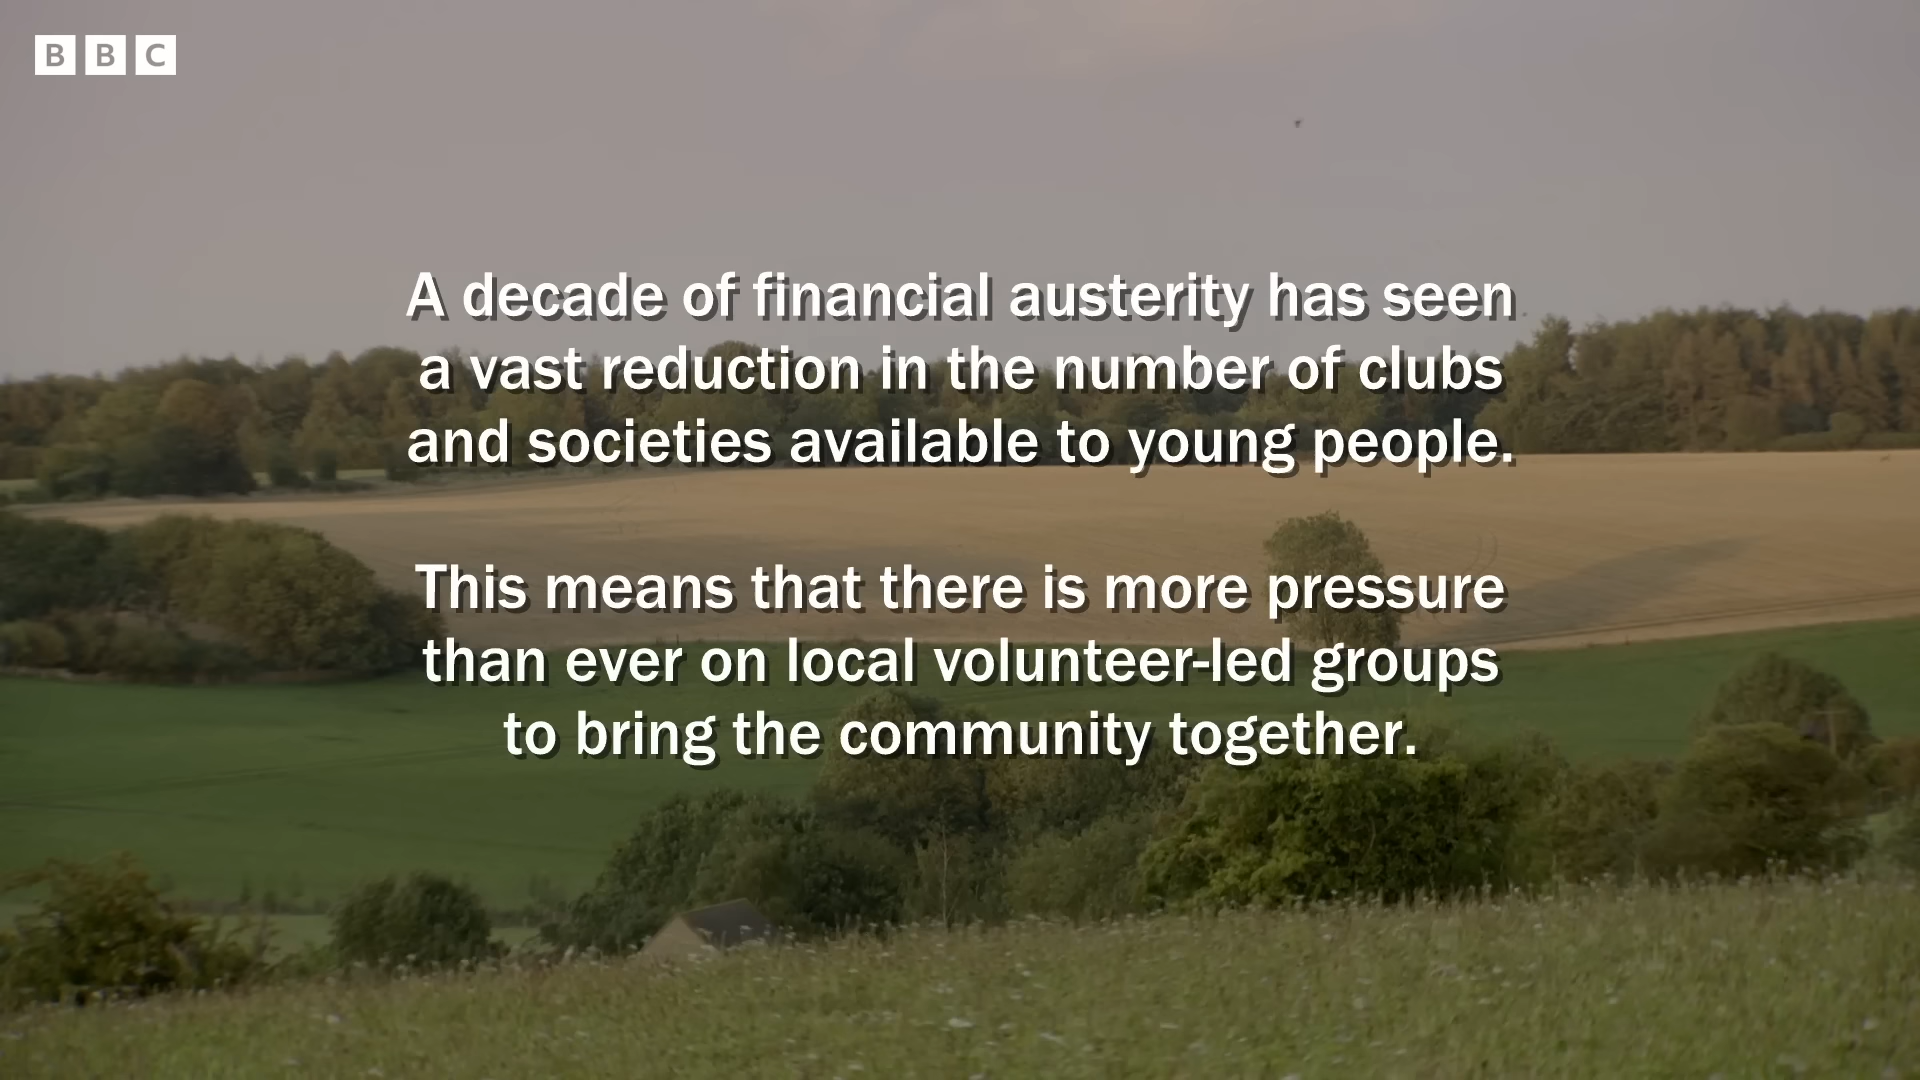 BBC
A decade of financial austerity has seen
a vast reduction in the number of clubs
and societies available to young people.
This means that there is more pressure
than ever on local volunteer-led groups
to bring the community together.